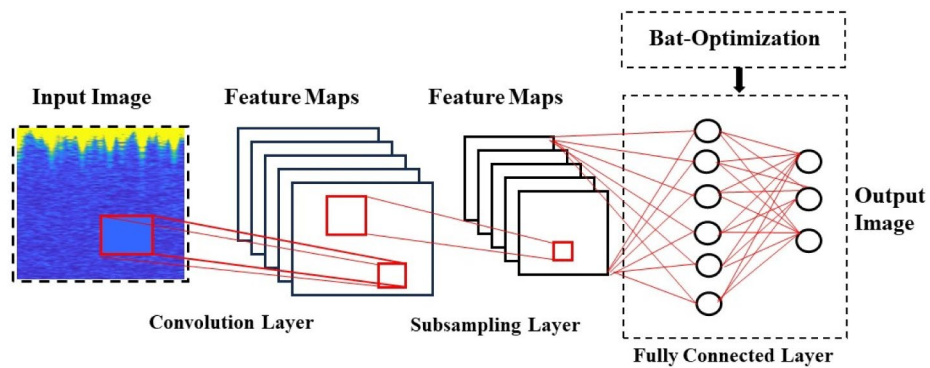 Bat-Optimization
Input Image
Feature Maps
Feature Maps
Output
Image
Convolution Layer
Subsampling Layer
Fully Connected Layer